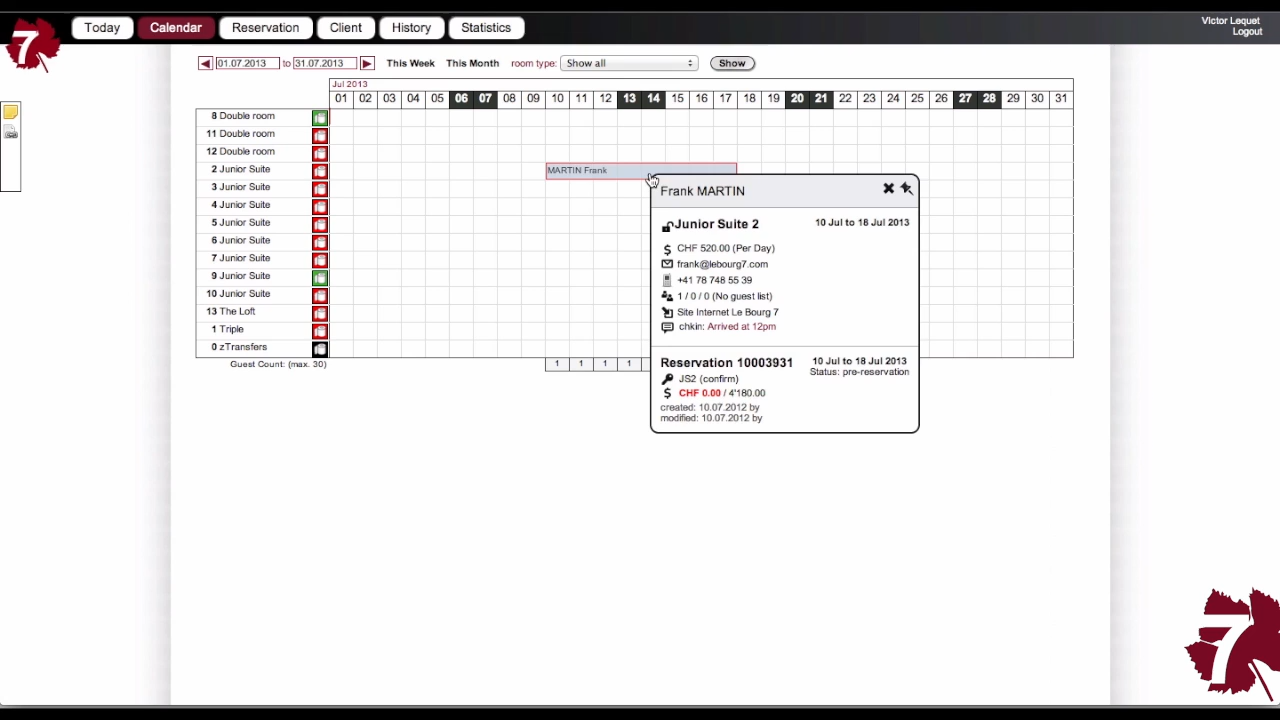 Today Calendar Reservation Client History Statistics
Victor Lequet
Logout
7
01.07.2013 to 31.07.2013 This Week This Month room type: Show all Show
Jul 2013
01 02 03 04 05 06 07 08 09 10 11 12 13 14 15 16 17 18 19 20 21 22 23 24 25 26 27 28 29 30 31
8 Double room
11 Double room
12 Double room
2 Junior Suite MARTIN Frank
3 Junior Suite
4 Junior Suite
5 Junior Suite
6 Junior Suite
7 Junior Suite
9 Junior Suite
10 Junior Suite
13 The Loft
1 Triple
0 zTransfers
Guest Count: (max. 30) 1 1 1 1
Frank MARTIN
Junior Suite 2 10 Jul to 18 Jul 2013
CHF 520.00 (Per Day)
frank@lebourg7.com
+41 78 748 55 39
1 / 0 / 0 (No guest list)
Site Internet Le Bourg 7
chkin: Arrived at 12pm
Reservation 10003931 10 Jul to 18 Jul 2013
Status: pre-reservation
JS2 (confirm)
$ CHF 0.00 / 4'180.00
created: 10.07.2012 by
modified: 10.07.2012 by
7